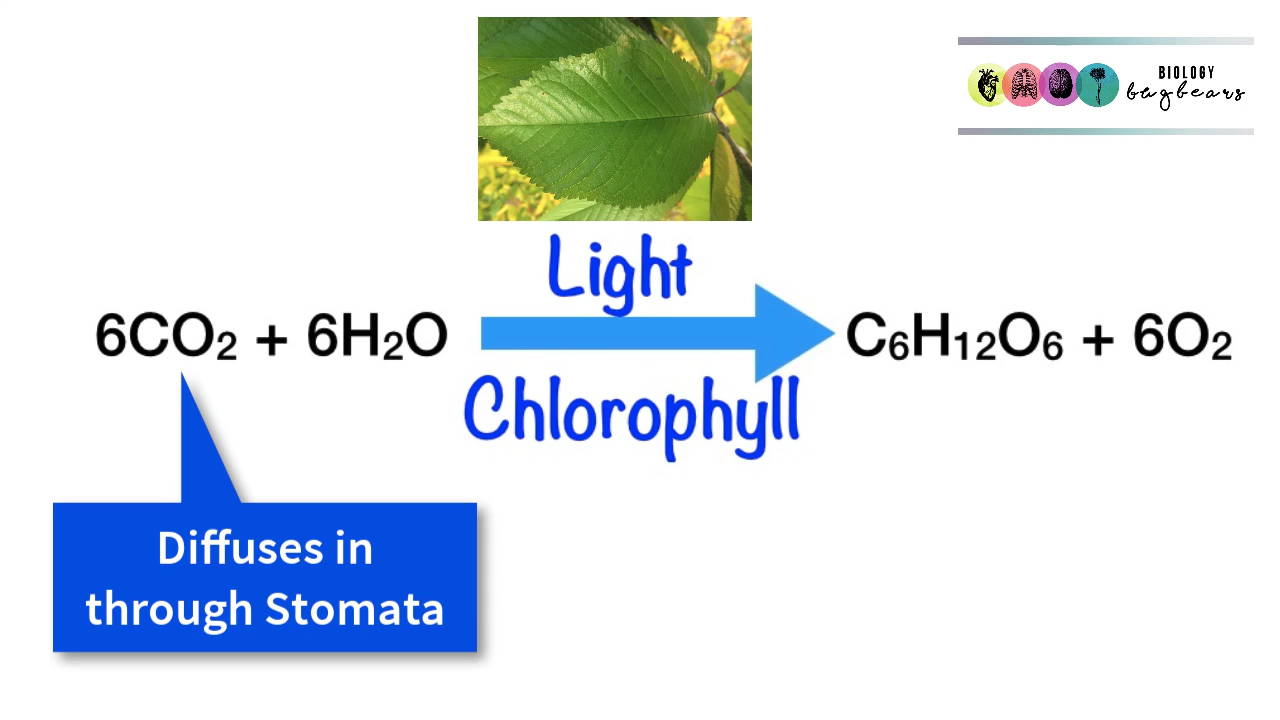 BIOLOGY
bugbears
Light
6CO₂ + 6H₂O
C₆H₁₂O₆ + 6O₂
Chlorophyll
Diffuses in
through Stomata